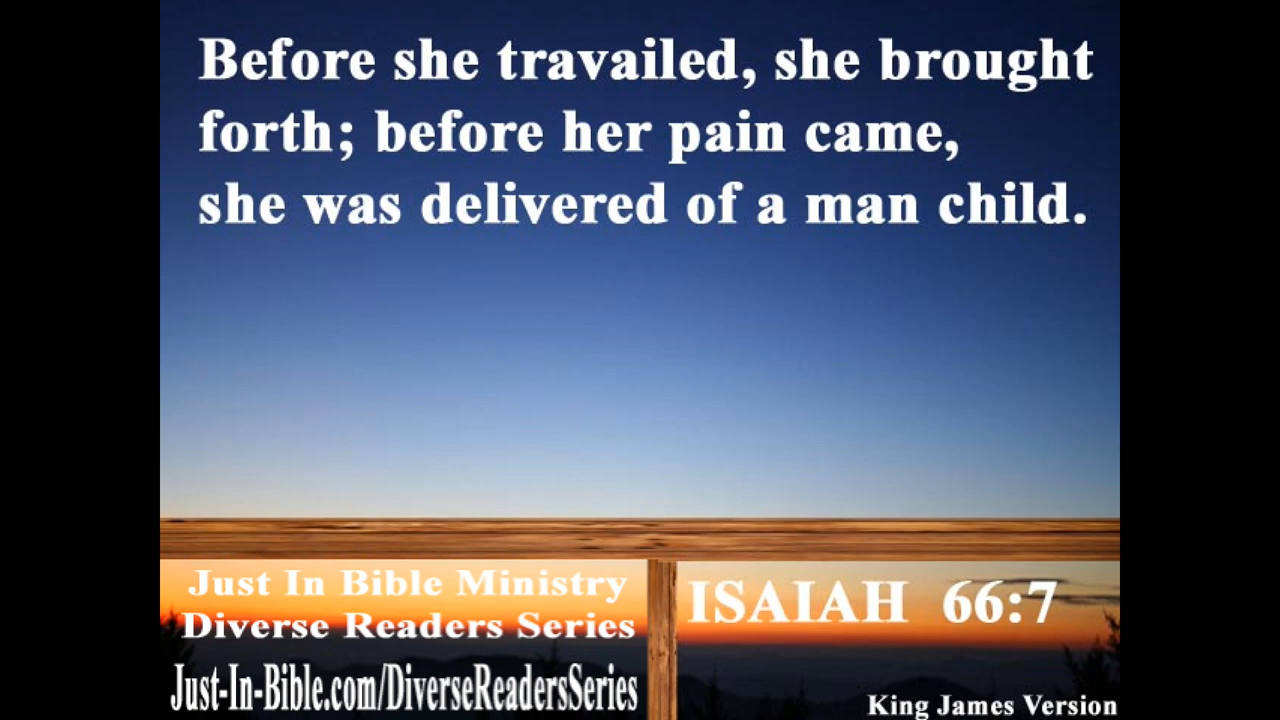 Before she travailed, she brought
forth; before her pain came,
she was delivered of a man child.
Just In Bible Ministry
Diverse Readers Series
Just-In-Bible.com/DiverseReadersSeries
ISAIAH 66:7
King James Version